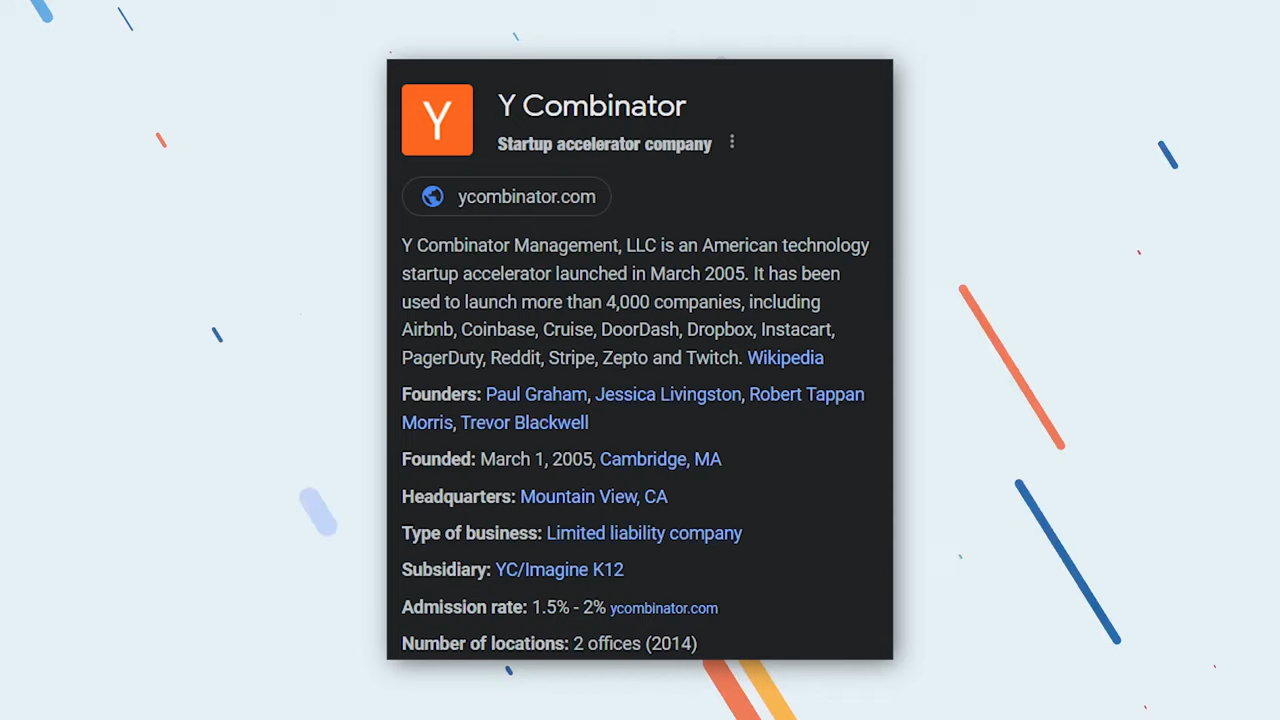 Y
Y Combinator
Startup accelerator company
ycombinator.com
Y Combinator Management, LLC is an American technology
startup accelerator launched in March 2005. It has been
used to launch more than 4,000 companies, including
Airbnb, Coinbase, Cruise, DoorDash, Dropbox, Instacart,
PagerDuty, Reddit, Stripe, Zepto and Twitch. Wikipedia
Founders: Paul Graham, Jessica Livingston, Robert Tappan
Morris, Trevor Blackwell
Founded: March 1, 2005, Cambridge, MA
Headquarters: Mountain View, CA
Type of business: Limited liability company
Subsidiary: YC/Imagine K12
Admission rate: 1.5% - 2% ycombinator.com
Number of locations: 2 offices (2014)